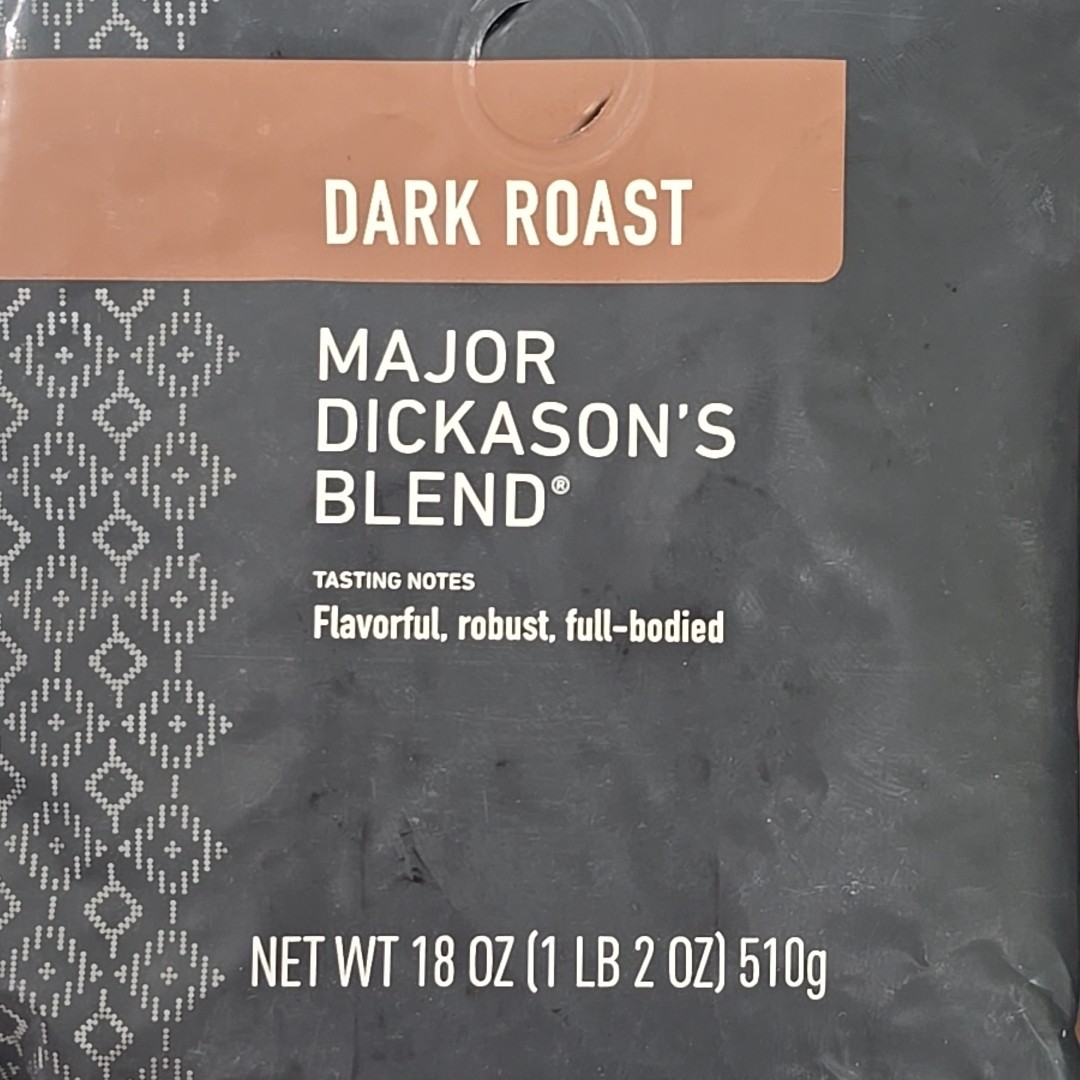 DARK ROAST
MAJOR
DICKASON'S
BLEND®
TASTING NOTES
Flavorful, robust, full-bodied
NET WT 18 OZ (1 LB 2 OZ) 510g